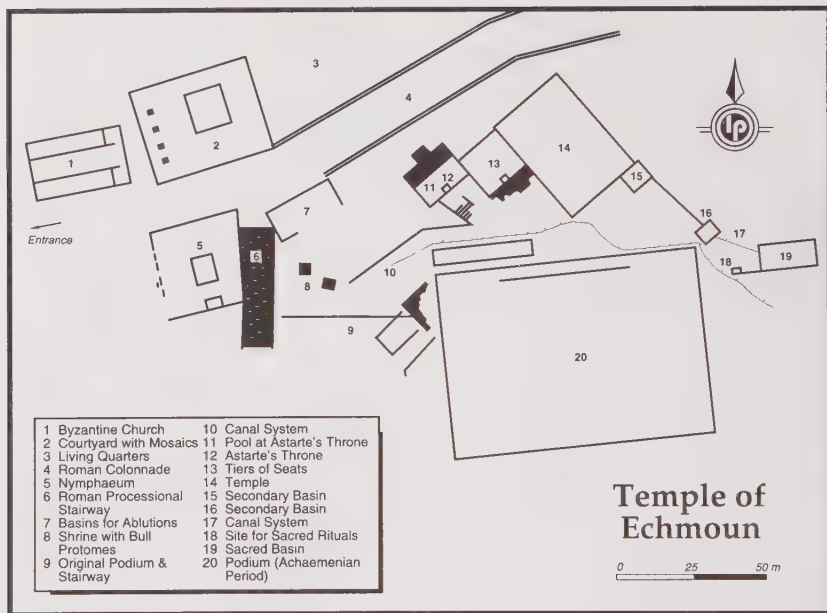 3
4
1
2
11
12
13
14
15
16
17
18
19
7
Entrance
5
6
8
10
9
20
1 Byzantine Church
2 Courtyard with Mosaics
3 Living Quarters
4 Roman Colonnade
5 Nymphaeum
6 Roman Processional
Stairway
7 Basins for Ablutions
8 Shrine with Bull
Protomes
9 Original Podium &
Stairway
10 Canal System
11 Pool at Astarte's Throne
12 Astarte's Throne
13 Tiers of Seats
14 Temple
15 Secondary Basin
16 Secondary Basin
17 Canal System
18 Site for Sacred Rituals
19 Sacred Basin
20 Podium (Achaemenian
Period)
Temple of
Echmoun
0 25 50 m
lp